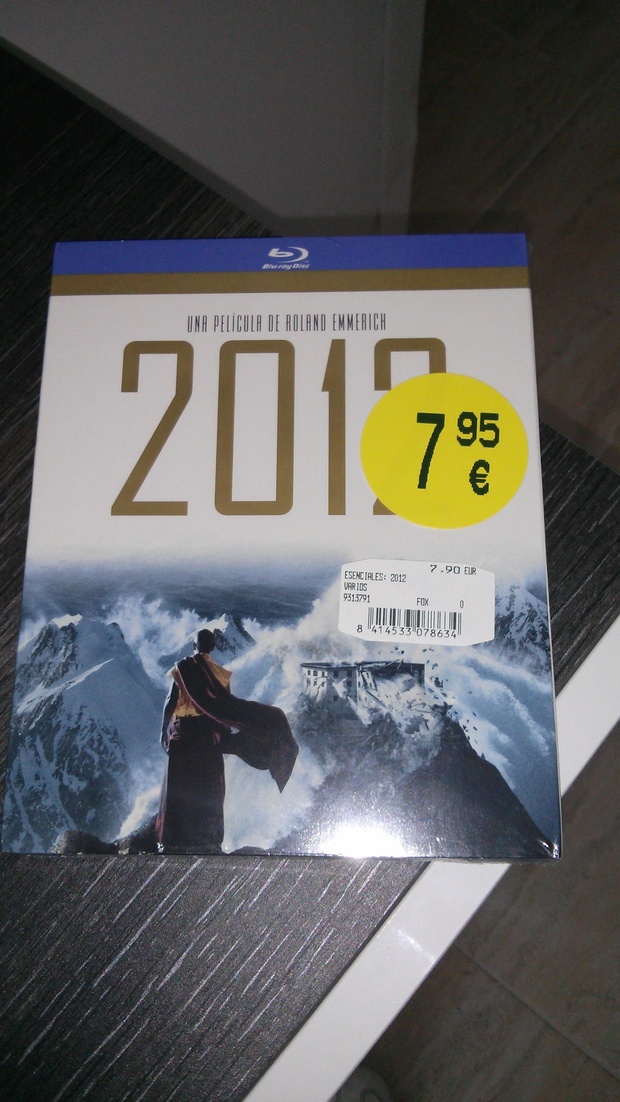 Blu-ray Disc
UNA PELÍCULA DE ROLAND EMMERICH
2012
7 95 €
7.90 EUR
ESENCIALES: 2012
VARIOS
9313791 FOX 0
8 414533 078634